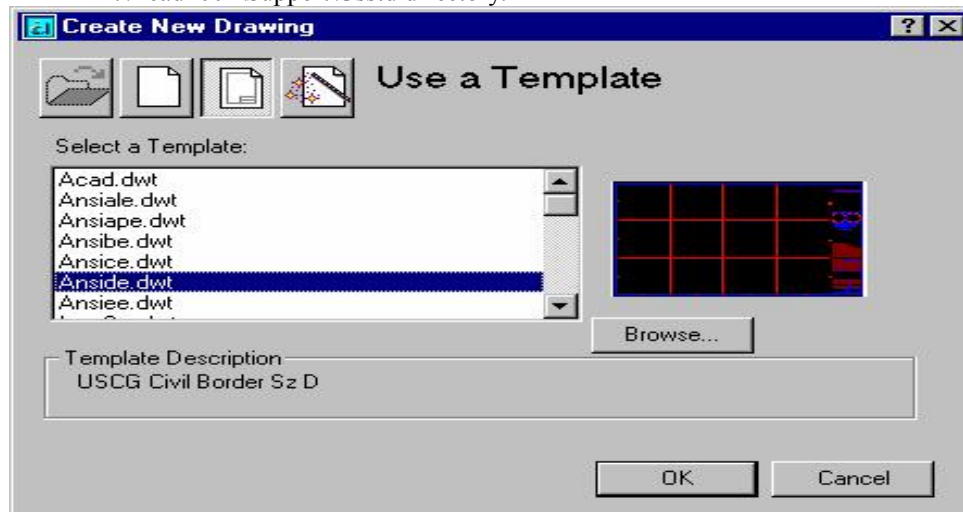 Create New Drawing
Use a Template
Select a Template:
Acad.dwt
Ansiale.dwt
Ansiape.dwt
Ansibe.dwt
Ansice.dwt
Anside.dwt
Ansiee.dwt
Browse...
Template Description
USCG Civil Border Sz D
OK
Cancel